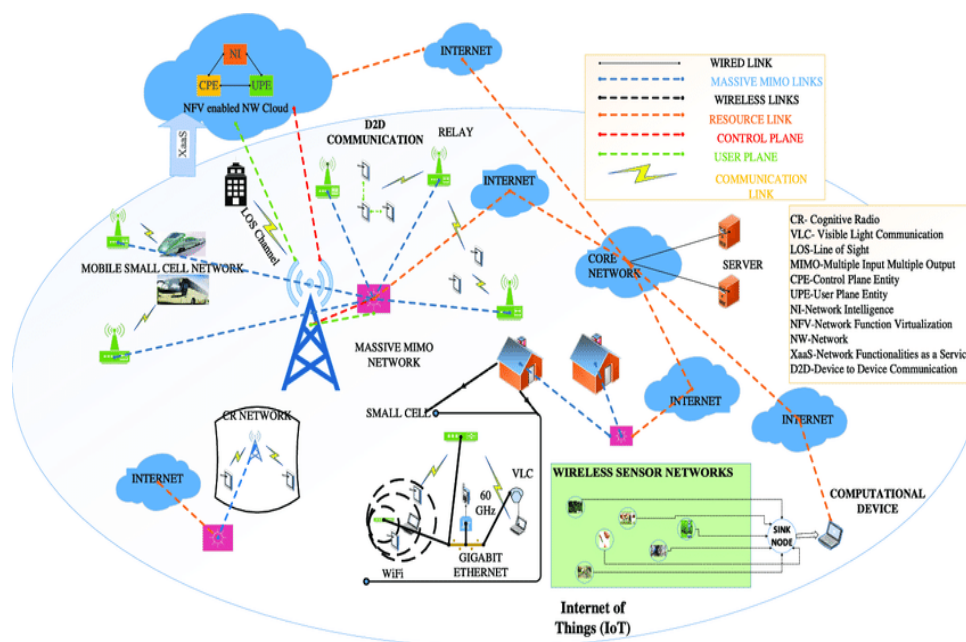 NI
CPE
UPE
NFV enabled NW Cloud
XaaS
INTERNET
WIRED LINK
MASSIVE MIMO LINKS
WIRELESS LINKS
RESOURCE LINK
CONTROL PLANE
USER PLANE
COMMUNICATION
LINK
D2D
COMMUNICATION
RELAY
LOS Channel
INTERNET
MOBILE SMALL CELL NETWORK
CORE
NETWORK
SERVER
CR- Cognitive Radio
VLC- Visible Light Communication
LOS-Line of Sight
MIMO-Multiple Input Multiple Output
CPE-Control Plane Entity
UPE-User Plane Entity
NI-Network Intelligence
NFV-Network Function Virtualization
NW-Network
XaaS-Network Functionalities as a Servic
D2D-Device to Device Communication
MASSIVE MIMO
NETWORK
SMALL CELL
INTERNET
INTERNET
CR NETWORK
INTERNET
VLC
60
GHz
WiFi
GIGABIT
ETHERNET
WIRELESS SENSOR NETWORKS
SINK
NODE
COMPUTATIONAL
DEVICE
Internet of
Things (IoT)